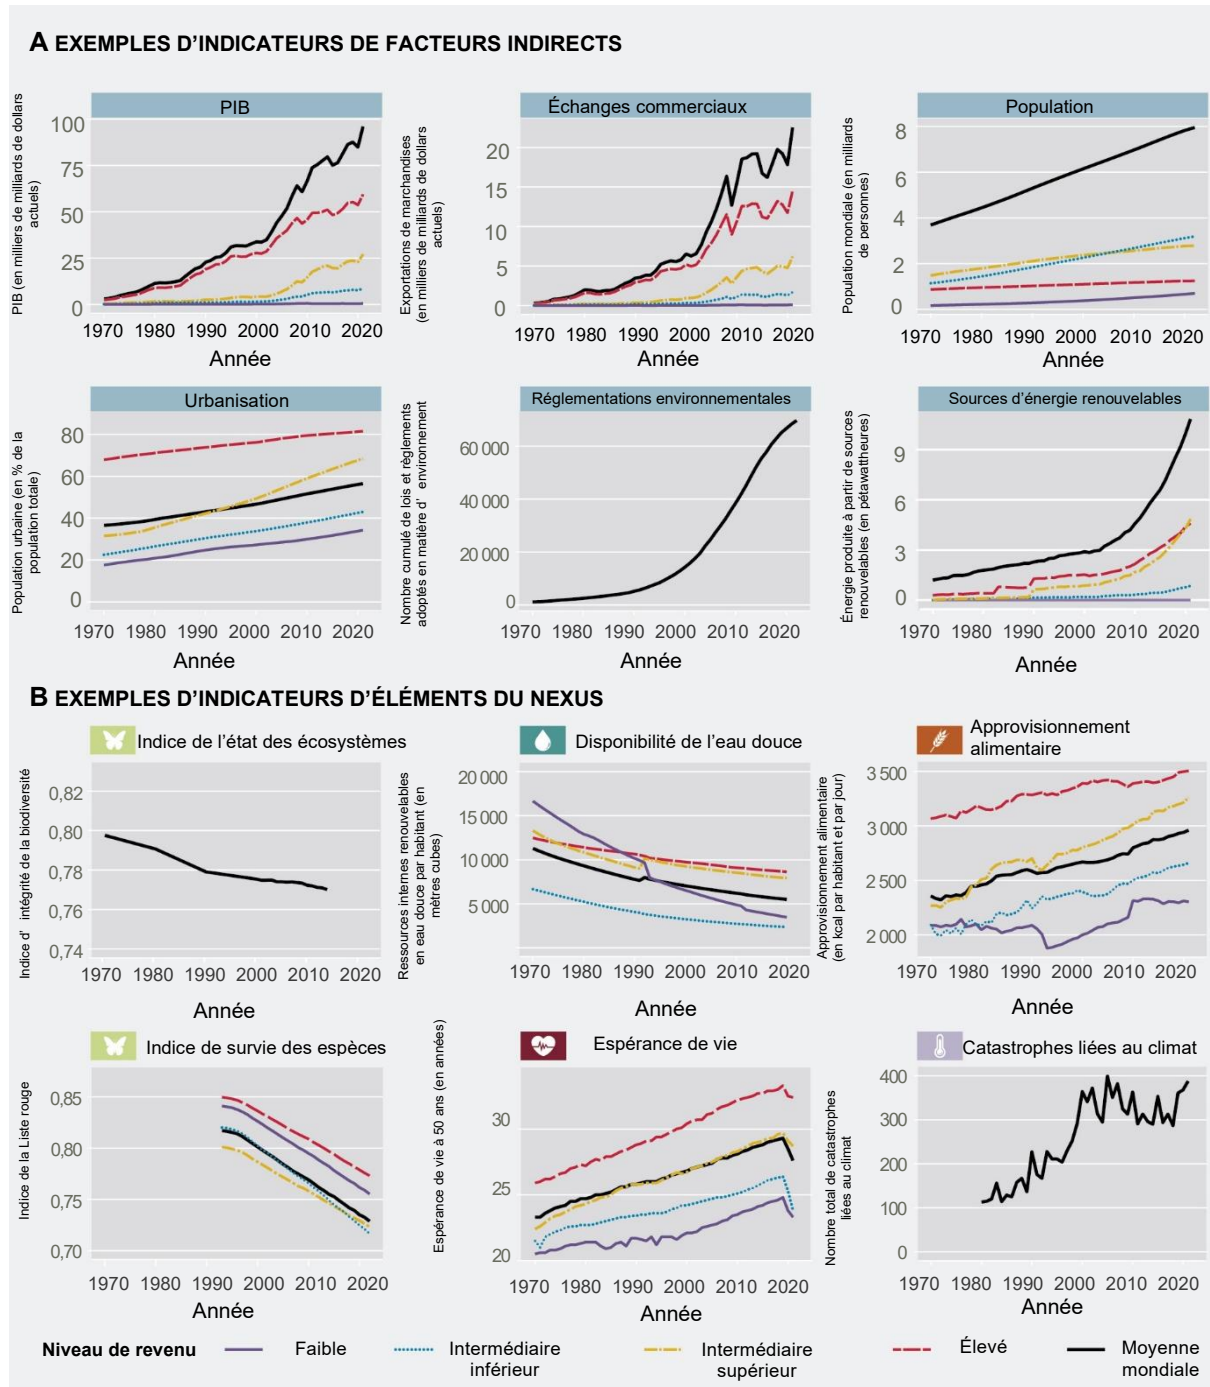 A EXEMPLES D’INDICATEURS DE FACTEURS INDIRECTS
PIB
PIB (en milliers de milliards de dollars
actuels)
100
75
50
25
0
1970 1980 1990 2000 2010 2020
Année
Échanges commerciaux
Exportations de marchandises
(en milliers de milliards de dollars
actuels)
20
15
10
5
0
1970 1980 1990 2000 2010 2020
Année
Population
Population mondiale (en milliards
de personnes)
8
6
4
2
0
1970 1980 1990 2000 2010 2020
Année
Urbanisation
Population urbaine (en % de la
population totale)
80
60
40
20
0
1970 1980 1990 2000 2010 2020
Année
Réglementations environnementales
Nombre cumulé de lois et règlements
adoptés en matière d’ environnement
60 000
40 000
20 000
0
1970 1980 1990 2000 2010 2020
Année
Sources d’énergie renouvelables
Énergie produite à partir de sources
renouvelables (en pétawattheures)
9
6
3
0
1970 1980 1990 2000 2010 2020
Année
B EXEMPLES D’INDICATEURS D’ÉLÉMENTS DU NEXUS
Indice de l’état des écosystèmes
Indice d’ intégrité de la biodiversité
0,82
0,80
0,78
0,76
0,74
1970 1980 1990 2000 2010 2020
Année
Disponibilité de l’eau douce
Ressources internes renouvelables
en eau douce par habitant (en
mètres cubes)
20 000
15 000
10 000
5 000
1970 1980 1990 2000 2010 2020
Année
Approvisionnement
alimentaire
Approvisionnement alimentaire
(en kcal par habitant et par jour)
3 500
3 000
2 500
2 000
1970 1980 1990 2000 2010 2020
Année
Indice de survie des espèces
Indice de la Liste rouge
0,85
0,80
0,75
0,70
1970 1980 1990 2000 2010 2020
Année
Espérance de vie
Espérance de vie à 50 ans (en années)
30
25
20
1970 1980 1990 2000 2010 2020
Année
Catastrophes liées au climat
Nombre total de catastrophes
liées au climat
400
300
200
100
0
1970 1980 1990 2000 2010 2020
Année
Niveau de revenu
Faible
Intermédiaire
inférieur
Intermédiaire
supérieur
Élevé
Moyenne
mondiale